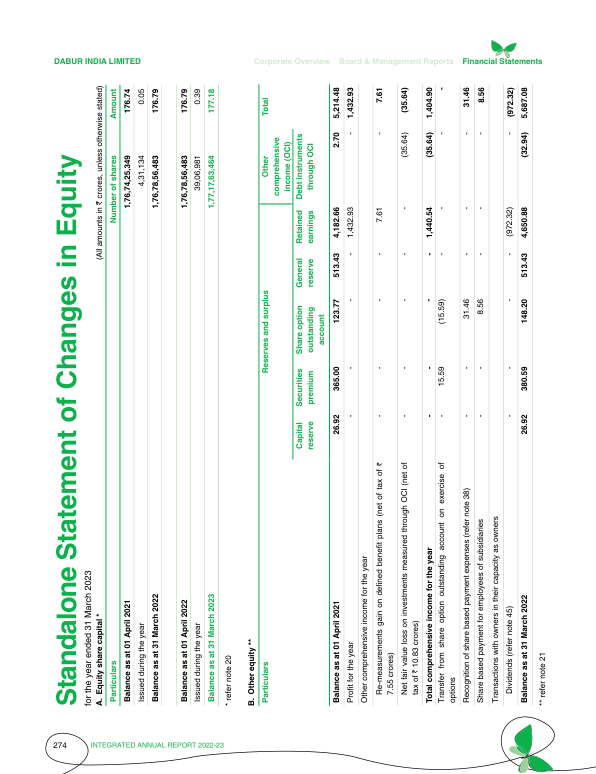 DABUR INDIA LIMITED
Corporate Overview Board & Management Reports Financial Statements
Standalone Statement of Changes in Equity
for the year ended 31 March 2023
A. Equity share capital *
(All amounts in ₹ crores, unless otherwise stated)
Particulars Number of shares Amount
Balance as at 01 April 2021 1,76,74,25,349 176.74
Issued during the year 4,31,134 0.05
Balance as at 31 March 2022 1,76,78,56,483 176.79
Balance as at 01 April 2022 1,76,78,56,483 176.79
Issued during the year 39,06,981 0.39
Balance as at 31 March 2023 1,77,17,63,464 177.18
* refer note 20
B. Other equity **
Particulars Reserves and surplus Other comprehensive income (OCI) Total
Capital reserve Securities premium Share option outstanding account General reserve Retained earnings Debt instruments through OCI
Balance as at 01 April 2021 26.92 365.00 123.77 513.43 4,182.66 2.70 5,214.48
Profit for the year - - - - 1,432.93 - 1,432.93
Other comprehensive income for the year
Re-measurements gain on defined benefit plans (net of tax of ₹
7.55 crores) - - - - 7.61 - 7.61
Net fair value loss on investments measured through OCI (net of
tax of ₹ 10.83 crores) - - - - - (35.64) (35.64)
Total comprehensive income for the year - - - - 1,440.54 (35.64) 1,404.90
Transfer from share option outstanding account on exercise of
options - 15.59 (15.59) - - - -
Recognition of share based payment expenses (refer note 38) - - 31.46 - - - 31.46
Share based payment for employees of subsidiaries - - 8.56 - - - 8.56
Transactions with owners in their capacity as owners
Dividends (refer note 45) - - - - (972.32) - (972.32)
Balance as at 31 March 2022 26.92 380.59 148.20 513.43 4,650.88 (32.94) 5,687.08
** refer note 21
274 INTEGRATED ANNUAL REPORT 2022-23